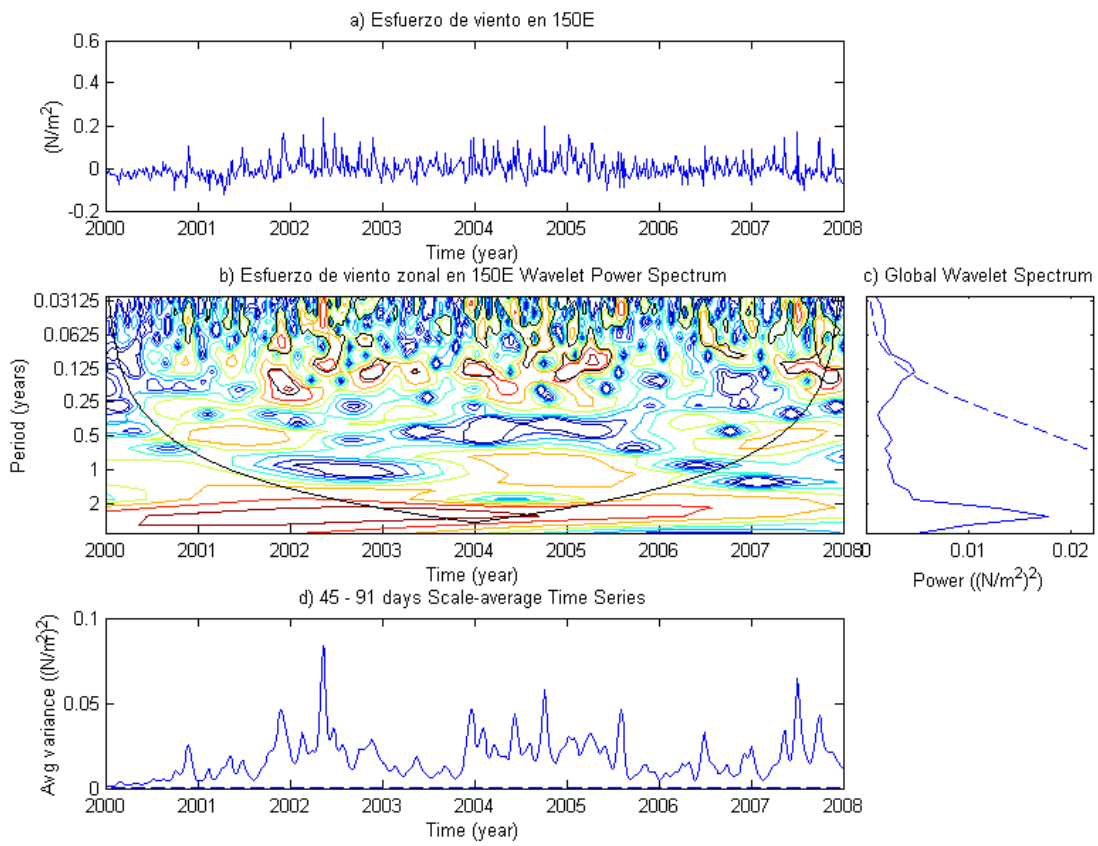 a) Esfuerzo de viento en 150E
0.6
0.4
0.2
0
-0.2
(N/m²)
2000 2001 2002 2003 2004 2005 2006 2007 2008
Time (year)
b) Esfuerzo de viento zonal en 150E Wavelet Power Spectrum
0.03125
0.0625
0.125
0.25
0.5
1
2
Period (years)
2000 2001 2002 2003 2004 2005 2006 2007 2008
Time (year)
c) Global Wavelet Spectrum
0 0.01 0.02
Power ((N/m²)²)
d) 45 - 91 days Scale-average Time Series
0.1
0.05
0
Avg variance ((N/m²)²)
2000 2001 2002 2003 2004 2005 2006 2007 2008
Time (year)